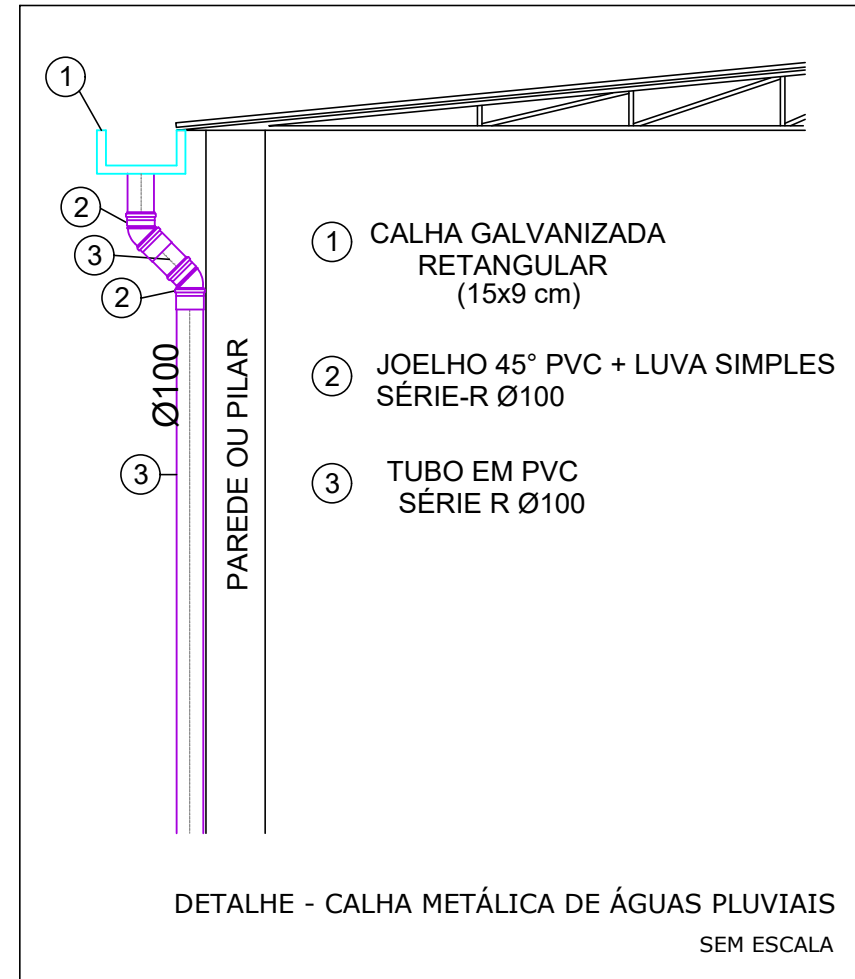 1
2
3
2
Ø100
3
PAREDE OU PILAR
1 CALHA GALVANIZADA
RETANGULAR
(15x9 cm)
2 JOELHO 45° PVC + LUVA SIMPLES
SÉRIE-R Ø100
3 TUBO EM PVC
SÉRIE R Ø100
DETALHE - CALHA METÁLICA DE ÁGUAS PLUVIAIS
SEM ESCALA